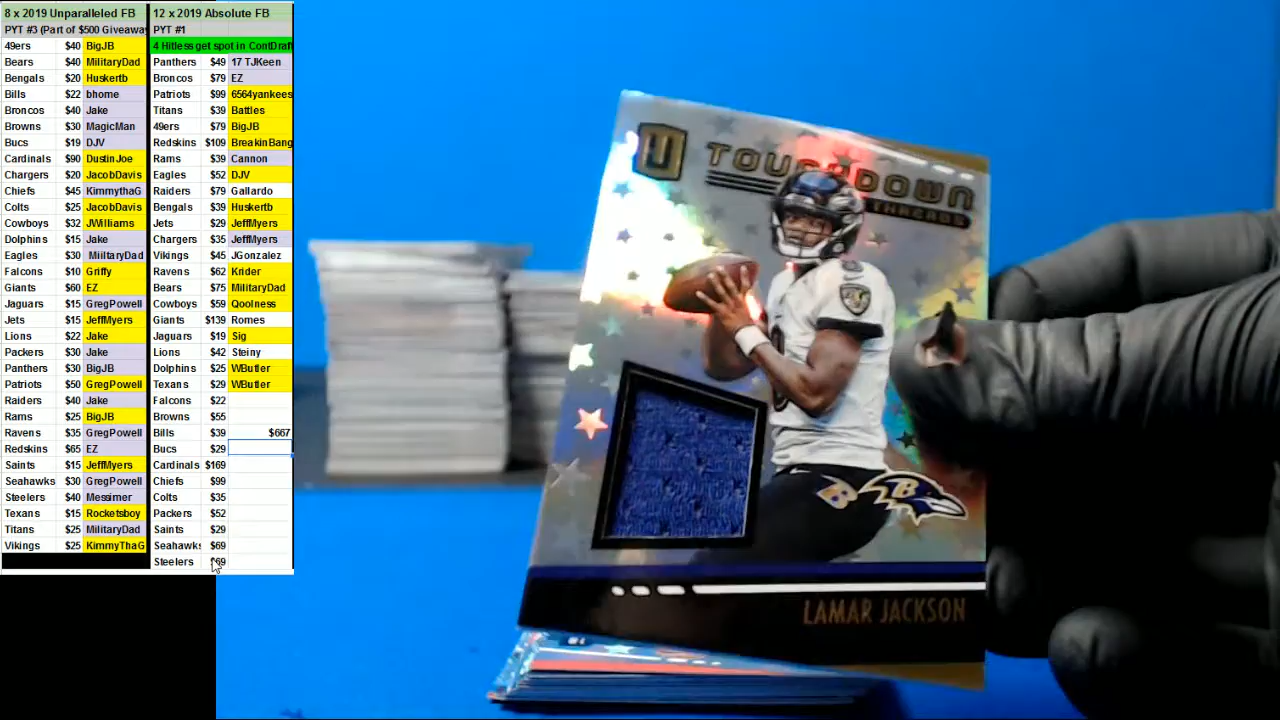 8 x 2019 Unparalleled FB
PYT #3 (Part of $500 Giveaway
49ers $40 BigJB
Bears $40 MilitaryDad
Bengals $20 Huskertb
Bills $22 bhorne
Broncos $40 Jake
Browns $30 MagicMan
Bucs $19 DJV
Cardinals $90 DustinJoe
Chargers $20 JacobDavis
Chiefs $45 KimmythaG
Colts $25 JacobDavis
Cowboys $32 JWilliams
Dolphins $15 Jake
Eagles $30 MiiltaryDad
Falcons $10 Griffy
Giants $60 EZ
Jaguars $15 GregPowell
Jets $15 JeffMyers
Lions $22 Jake
Packers $30 Jake
Panthers $30 BigJB
Patriots $50 GregPowell
Raiders $40 Jake
Rams $25 BigJB
Ravens $35 GregPowell
Redskins $65 EZ
Saints $15 JeffMyers
Seahawks $30 GregPowell
Steelers $40 Messimer
Texans $15 Rocketsboy
Titans $25 MilitaryDad
Vikings $25 KimmyThaG
12 x 2019 Absolute FB
PYT #1
4 Hitless get spot in ContDraft
Panthers $49 17 TJKeen
Broncos $79 EZ
Patriots $99 6564yankees
Titans $39 Battles
49ers $79 BigJB
Redskins $109 BreakinBang
Rams $39 Cannon
Eagles $52 DJV
Raiders $79 Gallardo
Bengals $39 Huskertb
Jets $29 JeffMyers
Chargers $35 JeffMyers
Vikings $45 JGonzalez
Ravens $62 Krider
Bears $75 MilitaryDad
Cowboys $59 Qoolness
Giants $139 Romes
Jaguars $19 Sig
Lions $42 Steiny
Dolphins $25 WButler
Texans $29 WButler
Falcons $22
Browns $55
Bills $39 $667
Bucs $29
Cardinals $169
Chiefs $99
Colts $35
Packers $52
Saints $29
Seahawks $69
Steelers $69
U TOUCHDOWN
THREADS
B
LAMAR JACKSON